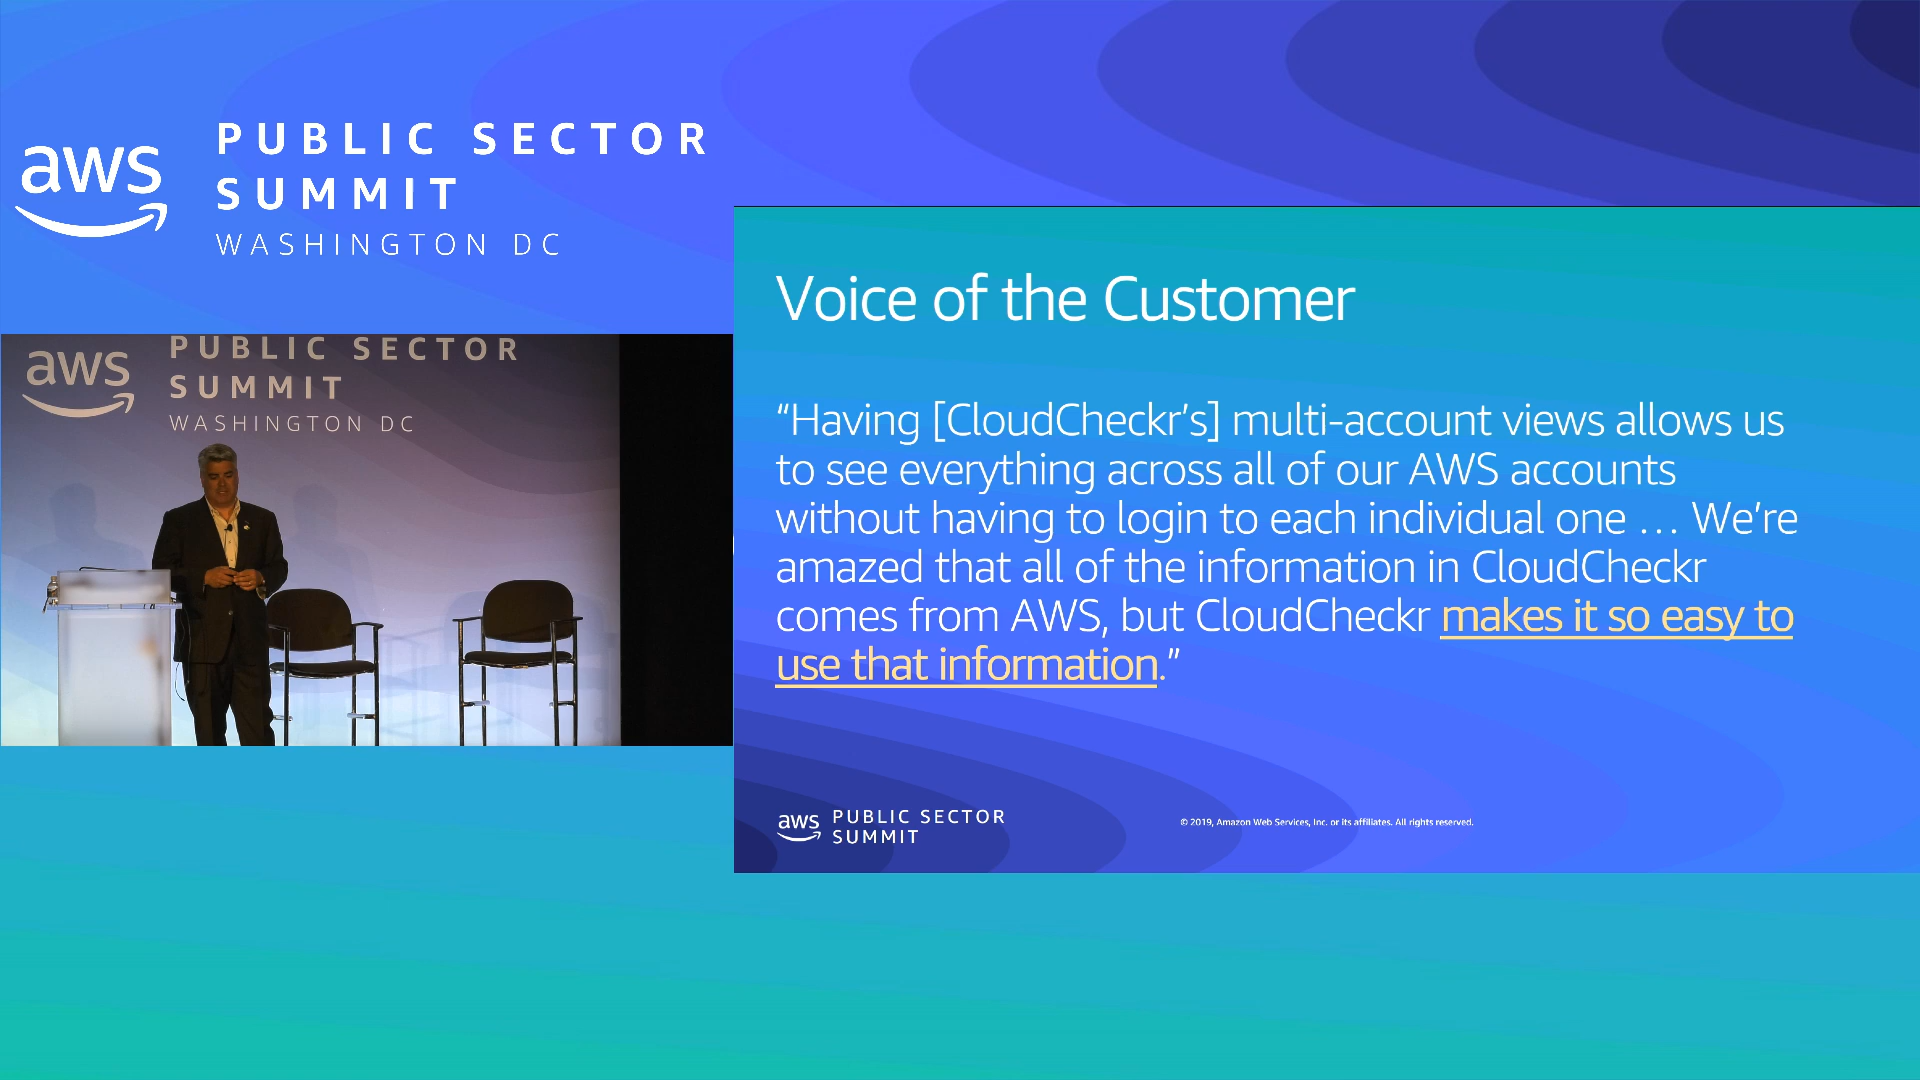 aws
PUBLIC SECTOR
SUMMIT
WASHINGTON DC
aws
PUBLIC SECTOR
SUMMIT
WASHINGTON DC
Voice of the Customer
“Having [CloudCheckr’s] multi-account views allows us
to see everything across all of our AWS accounts
without having to login to each individual one … We’re
amazed that all of the information in CloudCheckr
comes from AWS, but CloudCheckr makes it so easy to
use that information.”
aws
PUBLIC SECTOR
SUMMIT
© 2019, Amazon Web Services, Inc. or its affiliates. All rights reserved.